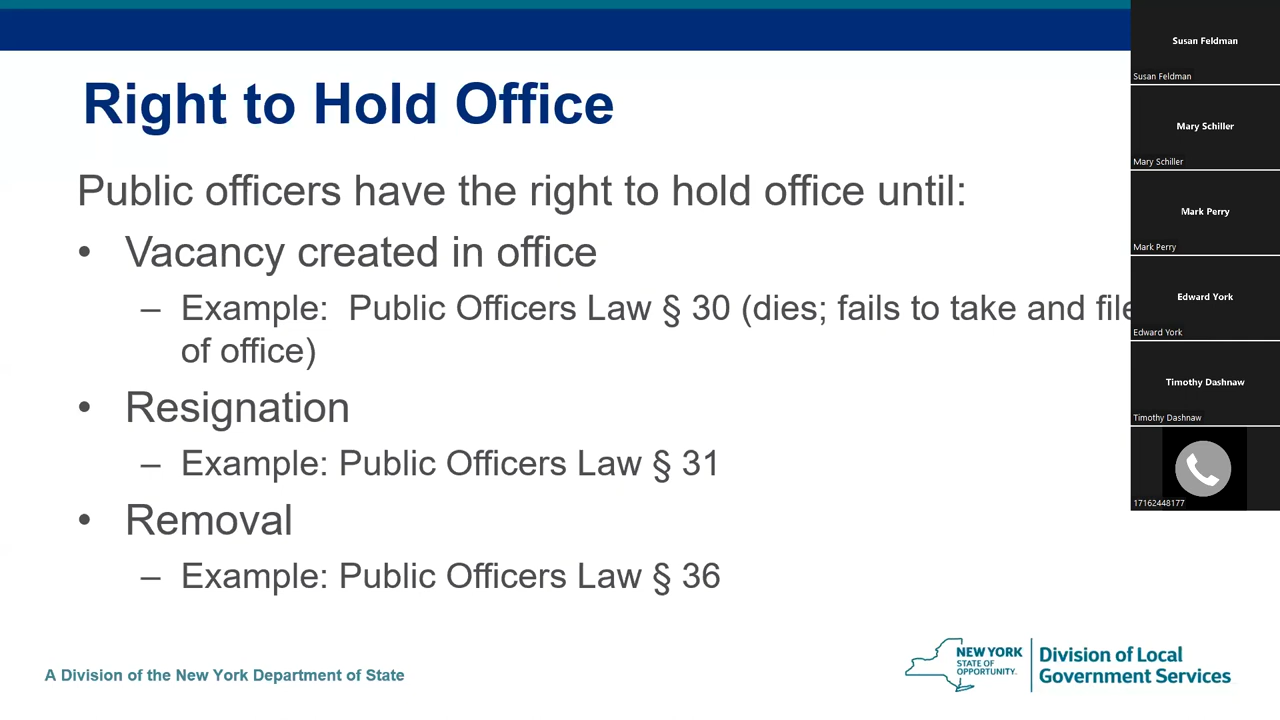 Right to Hold Office
Public officers have the right to hold office until:
• Vacancy created in office
– Example: Public Officers Law § 30 (dies; fails to take and file
of office)
• Resignation
– Example: Public Officers Law § 31
• Removal
– Example: Public Officers Law § 36
A Division of the New York Department of State
NEW YORK
STATE OF
OPPORTUNITY.
Division of Local
Government Services
Susan Feldman
Susan Feldman
Mary Schiller
Mary Schiller
Mark Perry
Mark Perry
Edward York
Edward York
Timothy Dashnaw
Timothy Dashnaw
17162448177